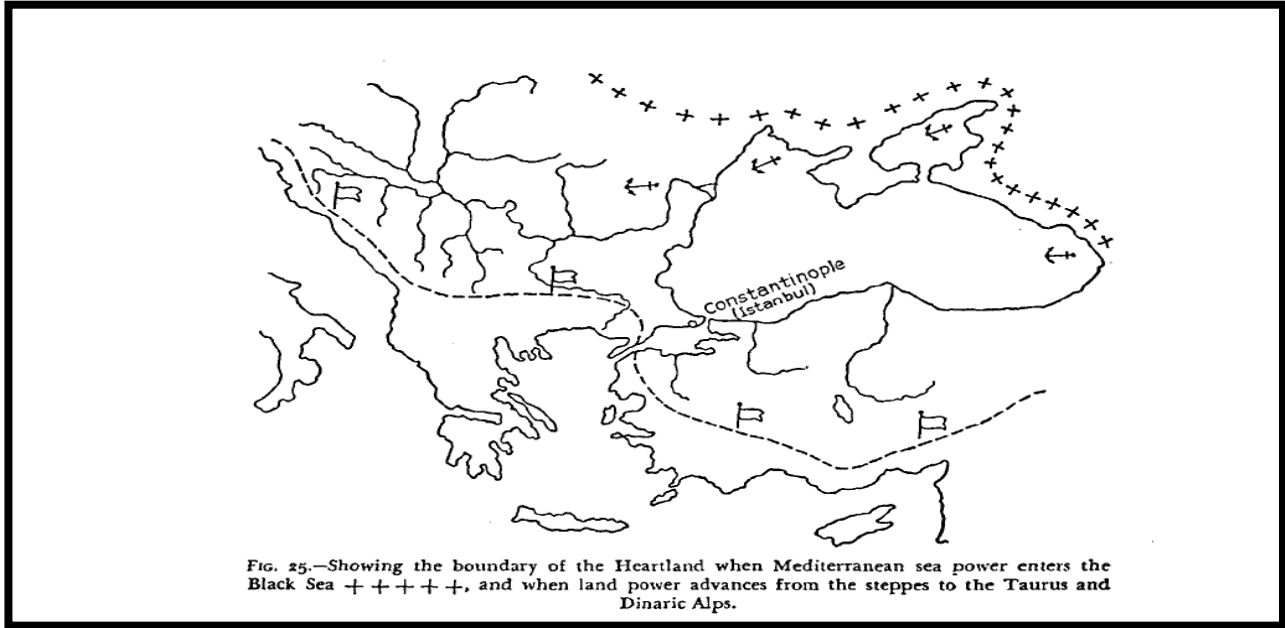 Constantinople
(Istanbul)
FIG. 25.—Showing the boundary of the Heartland when Mediterranean sea power enters the
Black Sea + + + + +, and when land power advances from the steppes to the Taurus and
Dinaric Alps.